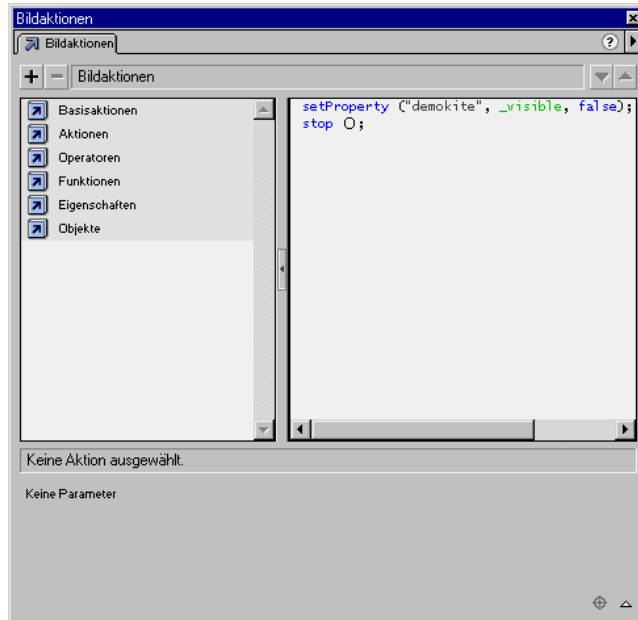 Bildaktionen
Bildaktionen
Bildaktionen
Basisaktionen
Aktionen
Operatoren
Funktionen
Eigenschaften
Objekte
setProperty ("demokite", _visible, false);
stop ();
Keine Aktion ausgewählt.
Keine Parameter